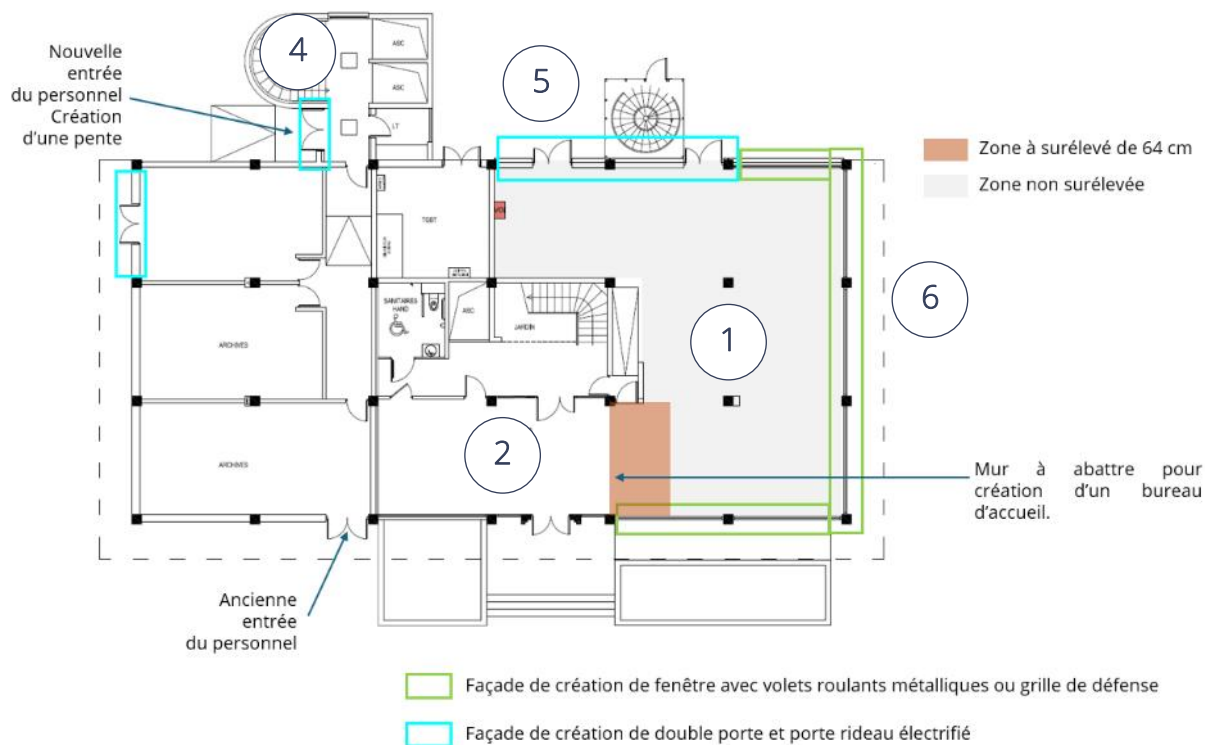 4
ASC
Nouvelle
entrée
du personnel
Création
d'une pente
5
ASC
LT
Zone à surélevé de 64 cm
Zone non surélevée
TGBT
6
SANITAIRES
HAND
ASC
JARDIN
1
ARCHIVES
2
ARCHIVES
Mur à abattre pour
création d'un bureau
d'accueil.
Ancienne
entrée
du personnel
Façade de création de fenêtre avec volets roulants métalliques ou grille de défense
Façade de création de double porte et porte rideau électrifié